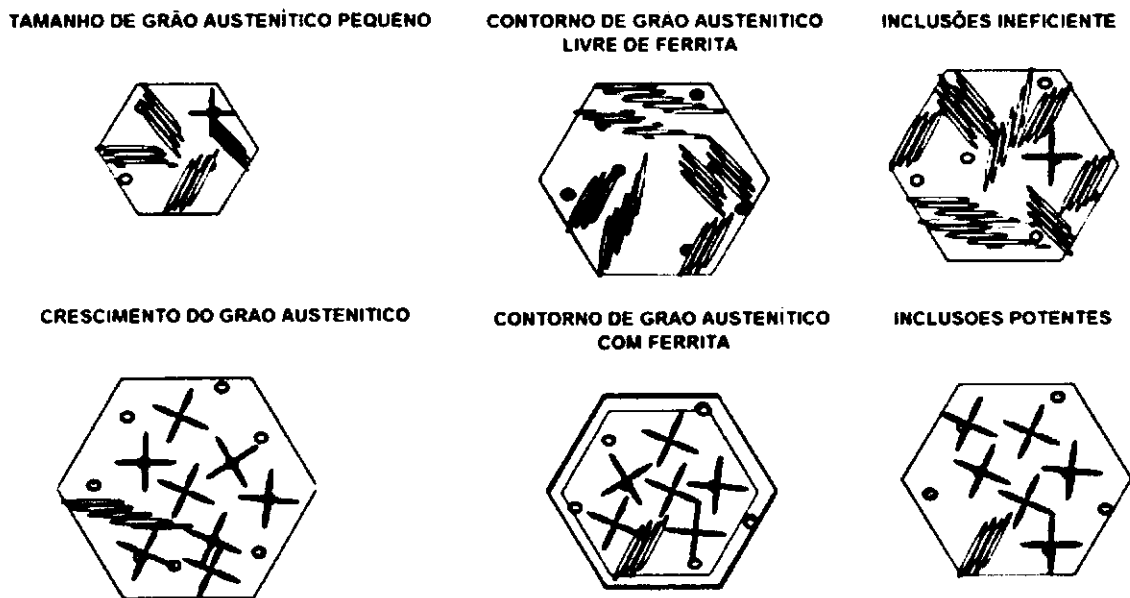 TAMANHO DE GRÃO AUSTENÍTICO PEQUENO
CONTORNO DE GRAO AUSTENITICO
LIVRE DE FERRITA
INCLUSÕES INEFICIENTE
CRESCIMENTO DO GRAO AUSTENITICO
CONTORNO DE GRAO AUSTENÍTICO
COM FERRITA
INCLUSOES POTENTES